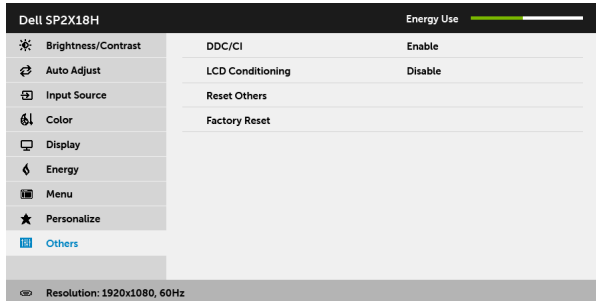 Dell SP2X18H Energy Use
Brightness/Contrast DDC/CI Enable
Auto Adjust LCD Conditioning Disable
Input Source Reset Others
Color Factory Reset
Display
Energy
Menu
Personalize
Others
Resolution: 1920x1080, 60Hz